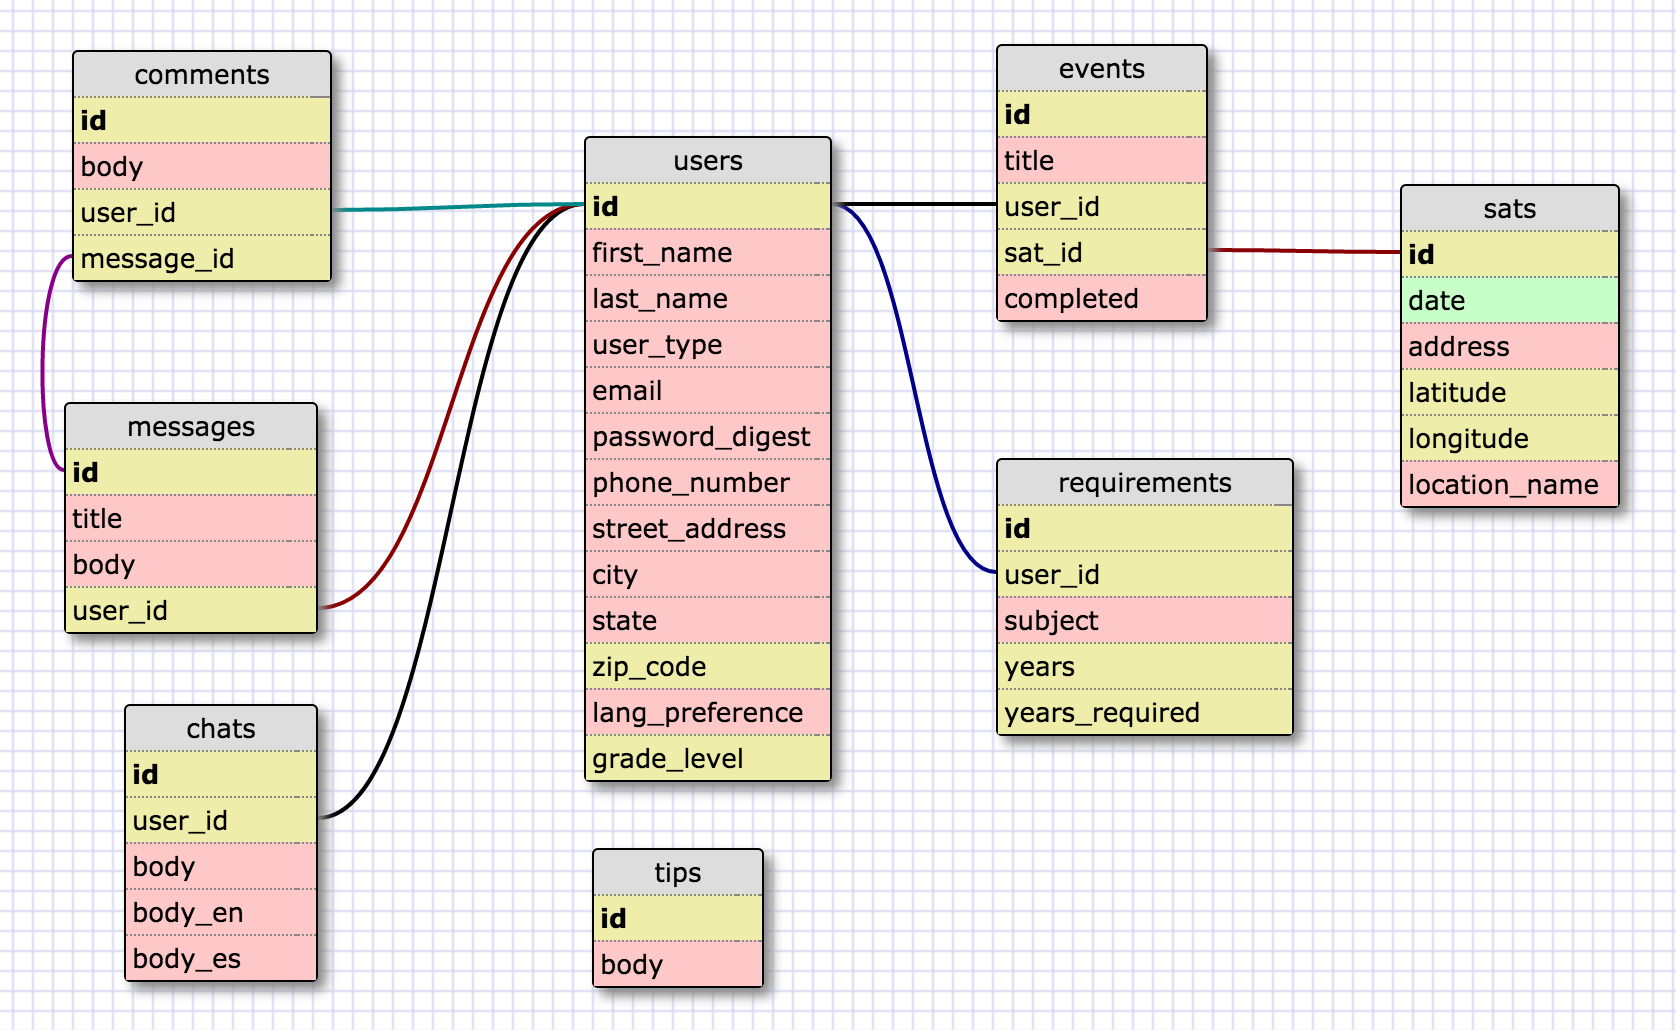 comments
id
body
user_id
message_id
messages
id
title
body
user_id
chats
id
user_id
body
body_en
body_es
users
id
first_name
last_name
user_type
email
password_digest
phone_number
street_address
city
state
zip_code
lang_preference
grade_level
tips
id
body
events
id
title
user_id
sat_id
completed
requirements
id
user_id
subject
years
years_required
sats
id
date
address
latitude
longitude
location_name